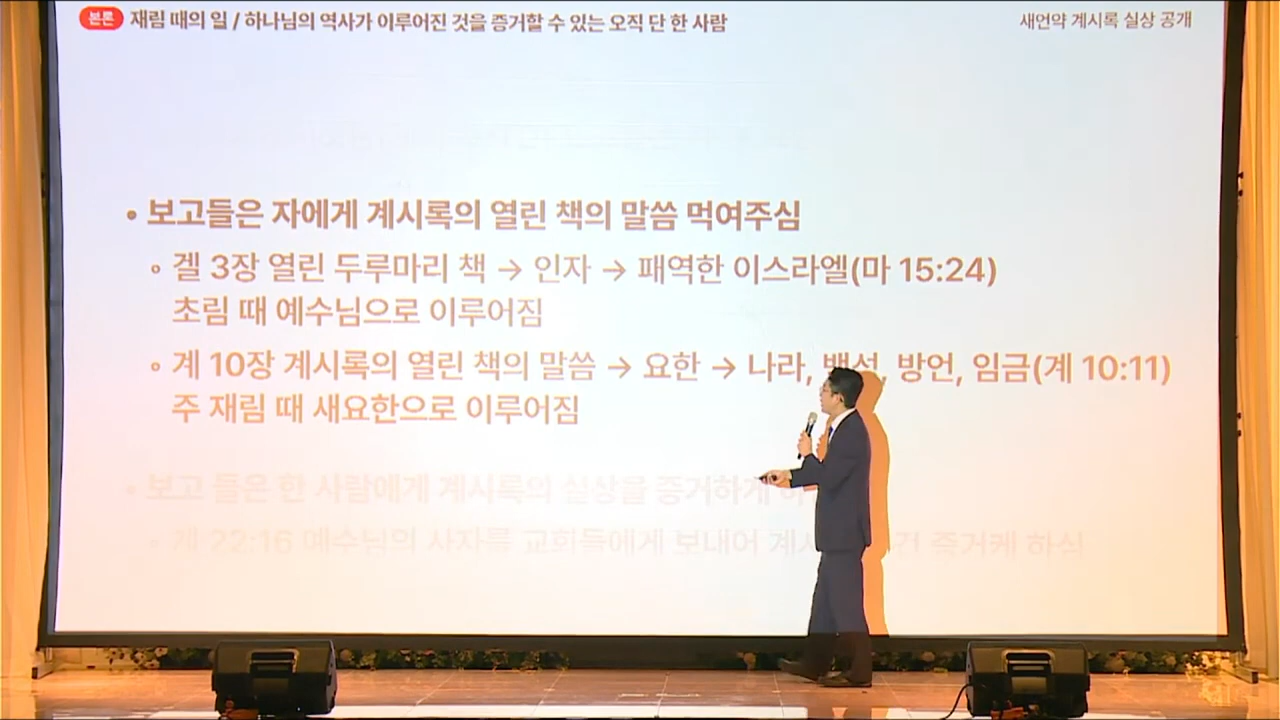 본론 재림 때의 일 / 하나님의 역사가 이루어진 것을 증거할 수 있는 오직 단 한 사람
새언약 계시록 실상 공개
• 보고들은 자에게 계시록의 열린 책의 말씀 먹여주심
◦ 겔 3장 열린 두루마리 책 → 인자 → 패역한 이스라엘(마 15:24)
초림 때 예수님으로 이루어짐
◦ 계 10장 계시록의 열린 책의 말씀 → 요한 → 나라, 백성, 방언, 임금(계 10:11)
주 재림 때 새요한으로 이루어짐
• 보고 들은 한 사람에게 계시록의 실상을 증거하게
◦ 계 22:16 예수님의 사자를 교회들에게 보내어 증거케 하심